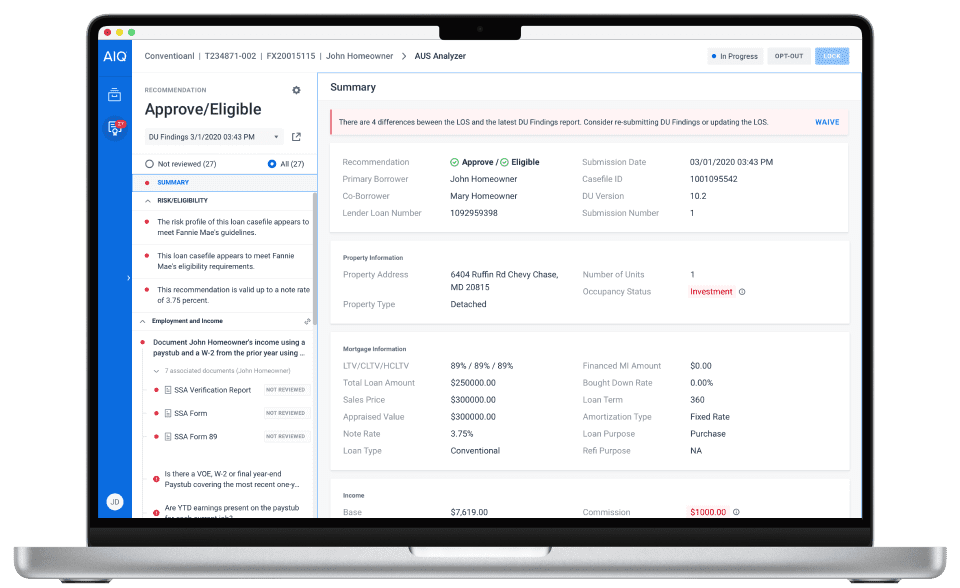 AIQ
Conventioanl | T234871-002 | FX20015115 | John Homeowner > AUS Analyzer
In Progress
OPT-OUT
LOCK
27
JD
RECOMMENDATION
Approve/Eligible
DU Findings 3/1/2020 03:43 PM
Not reviewed (27)
All (27)
SUMMARY
RISK/ELIGIBILITY
The risk profile of this loan casefile appears to
meet Fannie Mae's guidelines.
This loan casefile appears to meet Fannie
Mae's eligibility requirements.
This recommendation is valid up to a note rate
of 3.75 percent.
Employment and Income
Document John Homeowner's income using a
paystub and a W-2 from the prior year using ...
7 associated documents (John Homeowner)
SSA Verification Report NOT REVIEWED
SSA Form NOT REVIEWED
SSA Form 89 NOT REVIEWED
Is there a VOE, W-2 or final year-end
Paystub covering the most recent one-y...
Are YTD earnings present on the paystub
for each current job?
Summary
There are 4 differences beween the LOS and the latest DU Findings report. Consider re-submitting DU Findings or updating the LOS. WAIVE
Recommendation Approve / Eligible Submission Date 03/01/2020 03:43 PM
Primary Borrower John Homeowner Casefile ID 1001095542
Co-Borrower Mary Homeowner DU Version 10.2
Lender Loan Number 1092959398 Submission Number 1
Property Information
Property Address 6404 Ruffin Rd Chevy Chase, Number of Units 1
MD 20815
Occupancy Status Investment
Property Type Detached
Mortgage Information
LTV/CLTV/HCLTV 89% / 89% / 89% Financed MI Amount $0.00
Total Loan Amount $250000.00 Bought Down Rate 0.00%
Sales Price $300000.00 Loan Term 360
Appraised Value $300000.00 Amortization Type Fixed Rate
Note Rate 3.75% Loan Purpose Purchase
Loan Type Conventional Refi Purpose NA
Income
Base $7,619.00 Commission $1000.00